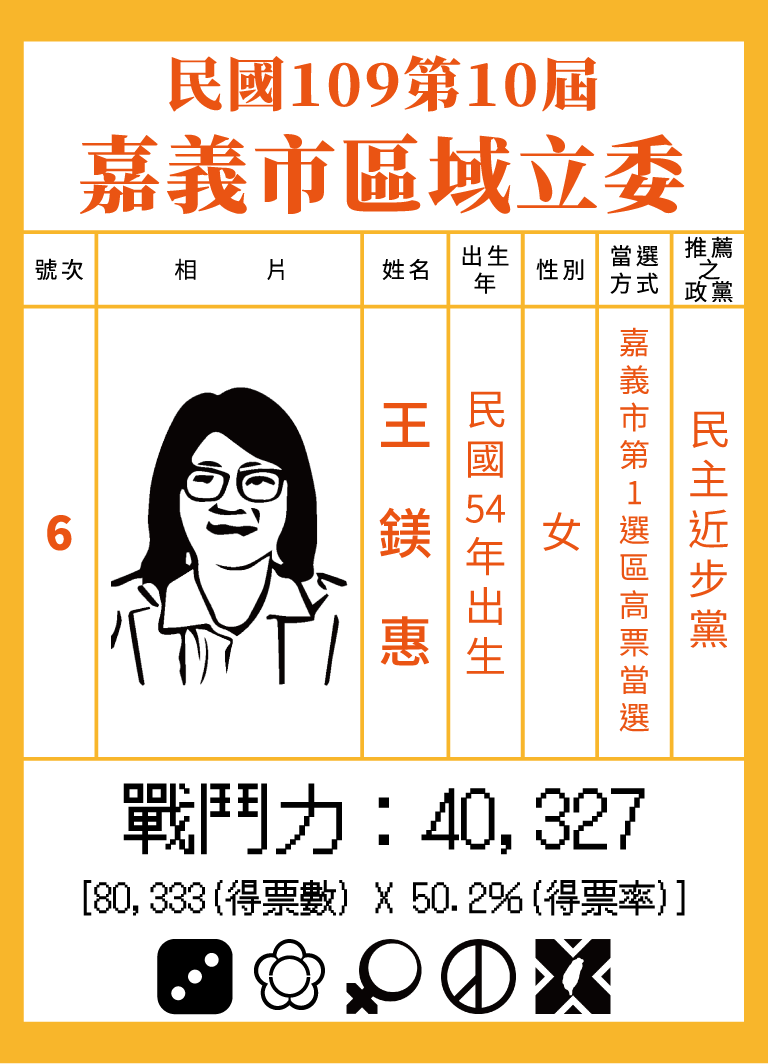 民國109第10屆
嘉義市區域立委
號次
相 片
姓名
出生年
性別
當選方式
推薦之政黨
6
王鎂惠
民國54年出生
女
嘉義市第1選區高票當選
民主近步黨
戰鬥力：40,327
[80,333(得票數) X 50.2%(得票率)]